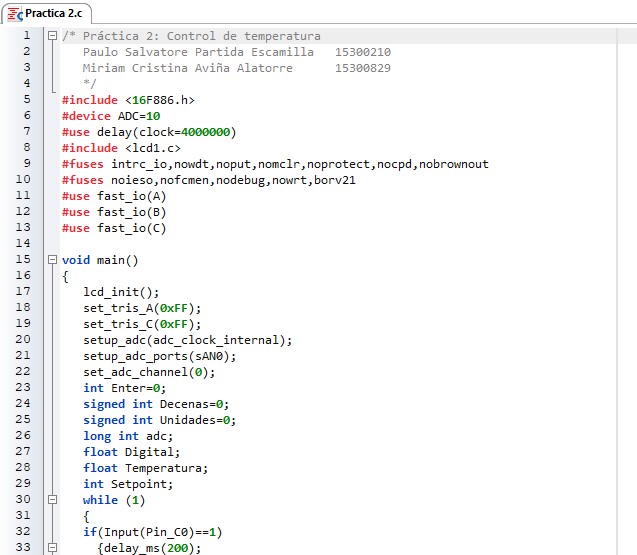 Practica 2.c
1 /* Práctica 2: Control de temperatura
2 Paulo Salvatore Partida Escamilla 15300210
3 Miriam Cristina Aviña Alatorre 15300829
4 */
5 #include <16F886.h>
6 #device ADC=10
7 #use delay(clock=4000000)
8 #include <lcd1.c>
9 #fuses intrc_io,nowdt,noput,nomclr,noprotect,nocpd,nobrownout
10 #fuses noieso,nofcmen,nodebug,nowrt,borv21
11 #use fast_io(A)
12 #use fast_io(B)
13 #use fast_io(C)
14
15 void main()
16 {
17 lcd_init();
18 set_tris_A(0xFF);
19 set_tris_C(0xFF);
20 setup_adc(adc_clock_internal);
21 setup_adc_ports(sAN0);
22 set_adc_channel(0);
23 int Enter=0;
24 signed int Decenas=0;
25 signed int Unidades=0;
26 long int adc;
27 float Digital;
28 float Temperatura;
29 int Setpoint;
30 while (1)
31 {
32 if(Input(Pin_C0)==1)
33 {delay_ms(200);